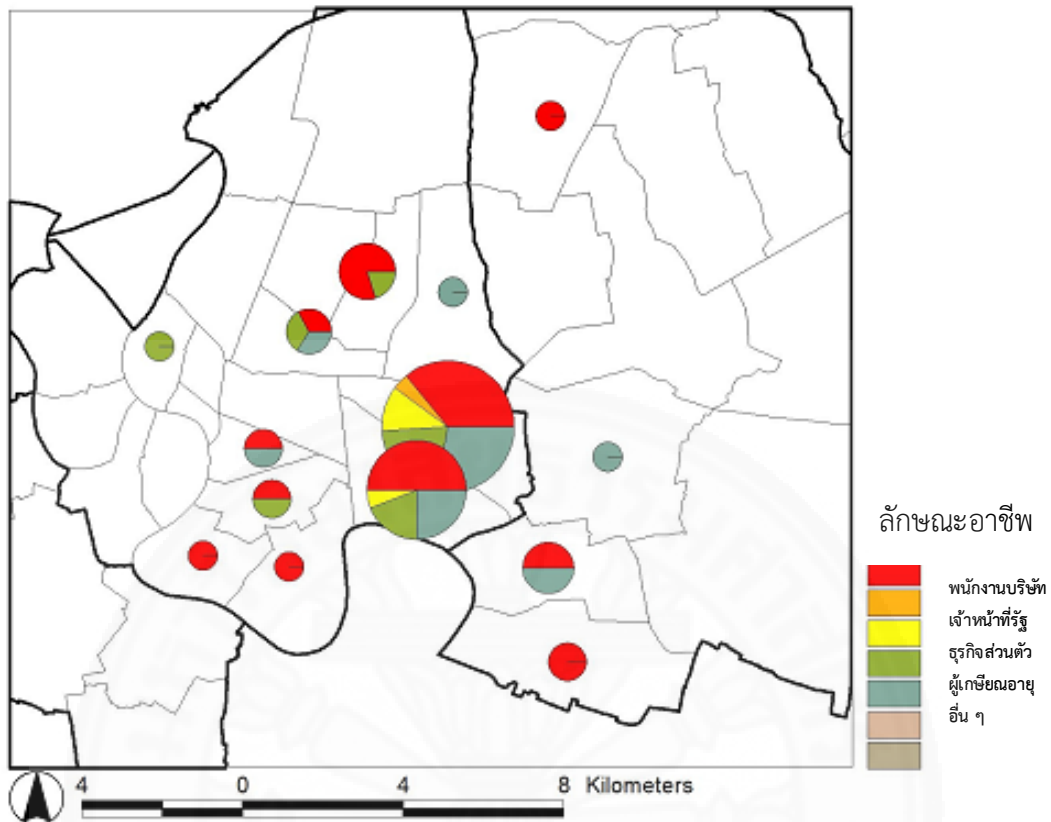 ลักษณะอาชีพ
พนักงานบริษัท
เจ้าหน้าที่รัฐ
ธุรกิจส่วนตัว
ผู้เกษียณอายุ
อื่น ๆ
4 0 4 8 Kilometers